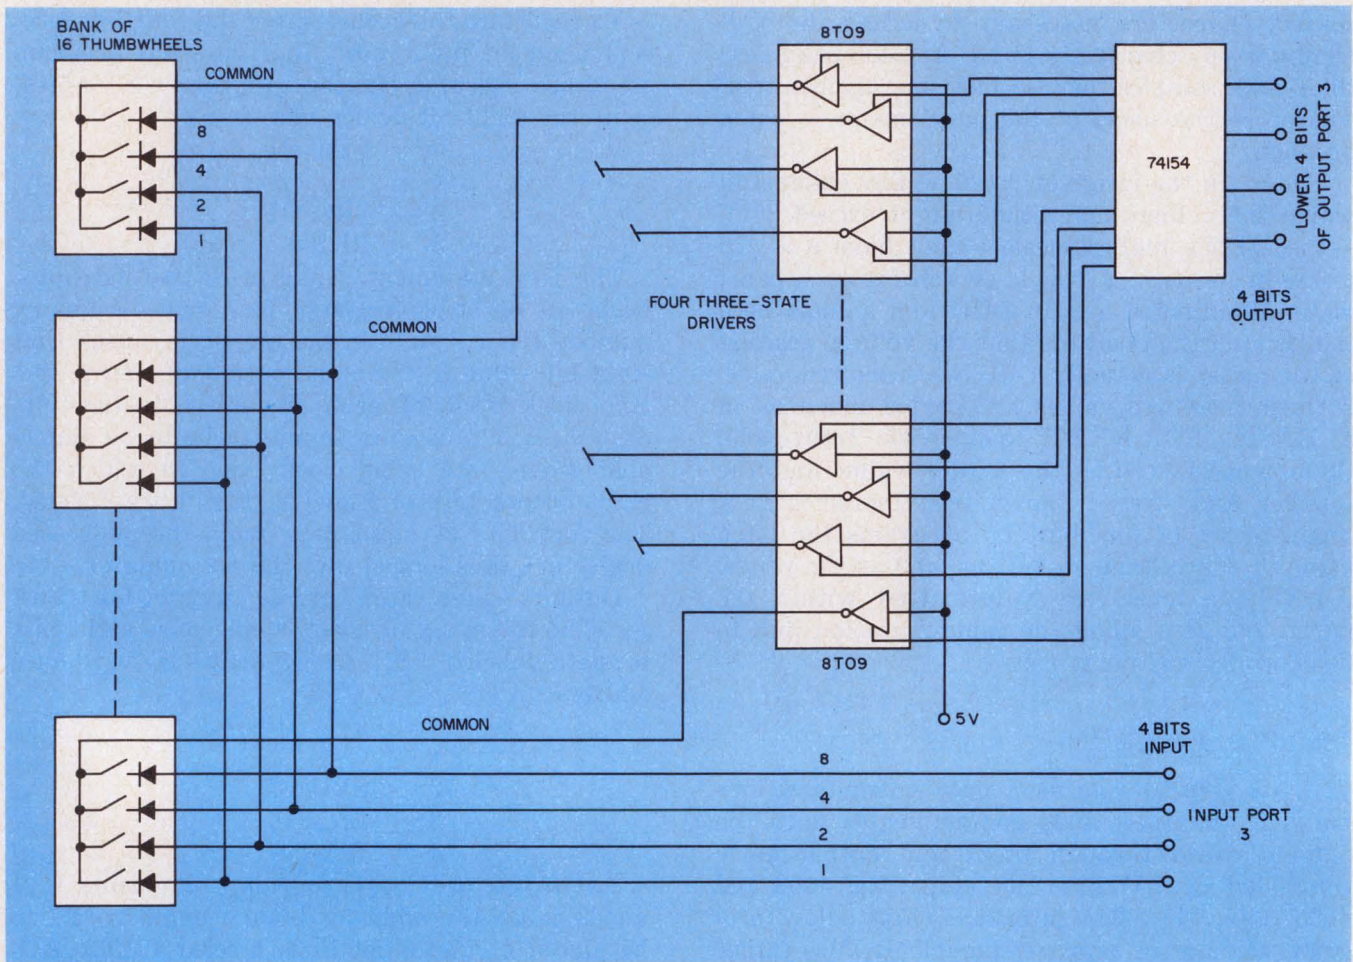 BANK OF
16 THUMBWHEELS
COMMON
8
4
2
1
8T09
74154
LOWER 4 BITS
OF OUTPUT PORT 3
4 BITS
OUTPUT
FOUR THREE-STATE
DRIVERS
COMMON
8T09
5V
COMMON
4 BITS
INPUT
8
4
2
1
INPUT PORT
3